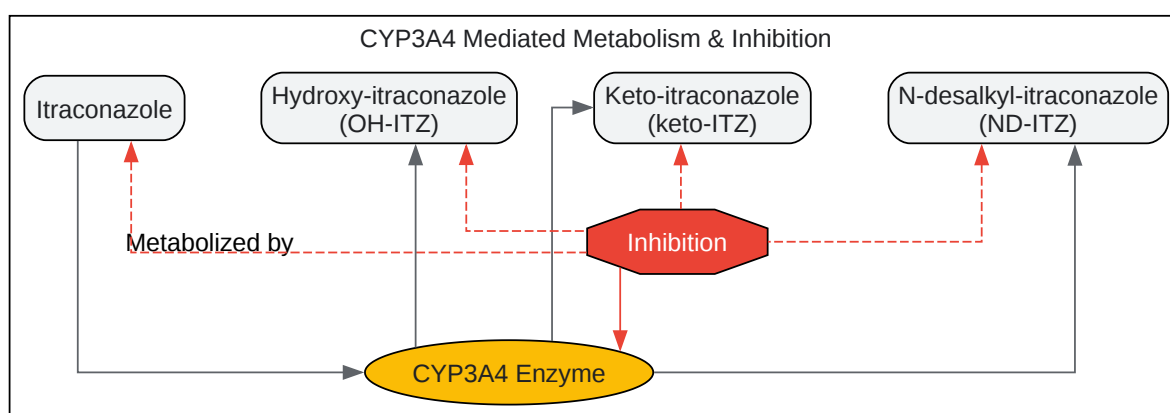 CYP3A4 Mediated Metabolism & Inhibition
Itraconazole
Hydroxy-itraconazole
(OH-ITZ)
Keto-itraconazole
(keto-ITZ)
N-desalkyl-itraconazole
(ND-ITZ)
Metabolized by
Inhibition
CYP3A4 Enzyme